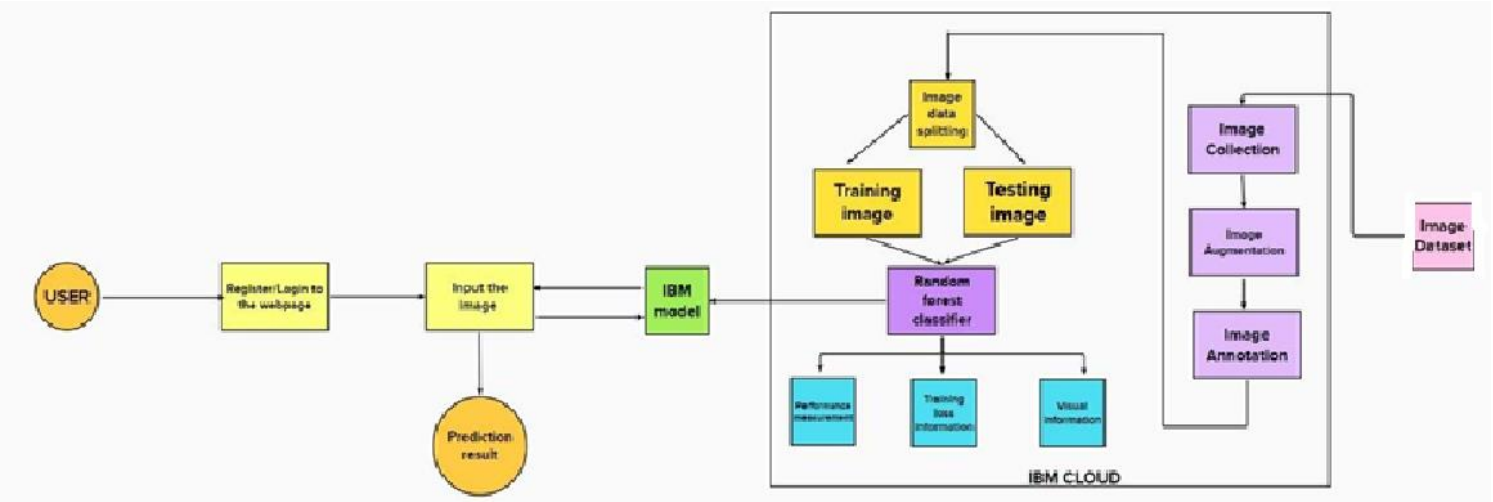 USER
Register/Login to
the webpage
Input the
image
Prediction
result
IBM
model
Image
data
splitting
Training
image
Testing
image
Random
forest
classifier
Performance
measurement
Training
loss
information
Visual
information
Image
Collection
Image
Augmentation
Image
Annotation
IBM CLOUD
Image
Dataset